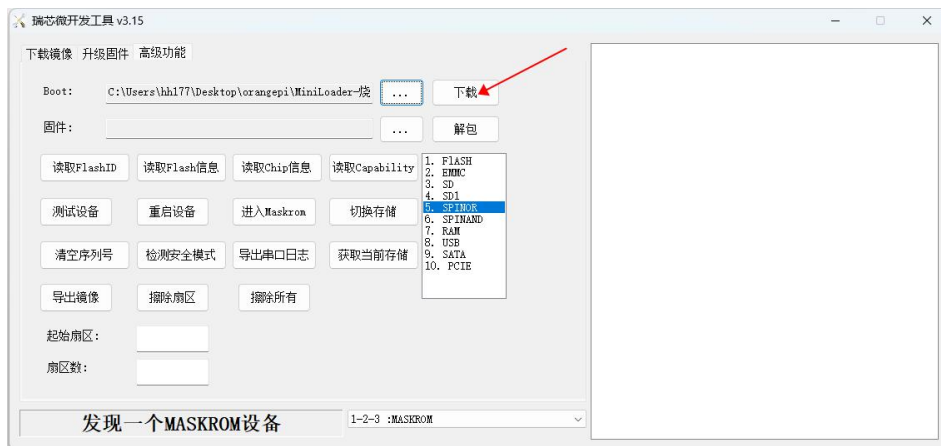 瑞芯微开发工具 v3.15
下载镜像 升级固件 高级功能
Boot: C:\Users\hh177\Desktop\orangepi\MiniLoader-烧 ... 下载
固件: ... 解包
读取FlashID 读取Flash信息 读取Chip信息 读取Capability
测试设备 重启设备 进入Maskrom 切换存储
清空序列号 检测安全模式 导出串口日志 获取当前存储
导出镜像 擦除扇区 擦除所有
1. FlASH
2. EMMC
3. SD
4. SD1
5. SPINOR
6. SPINAND
7. RAM
8. USB
9. SATA
10. PCIE
起始扇区:
扇区数:
发现一个MASKROM设备 1-2-3 :MASKROM